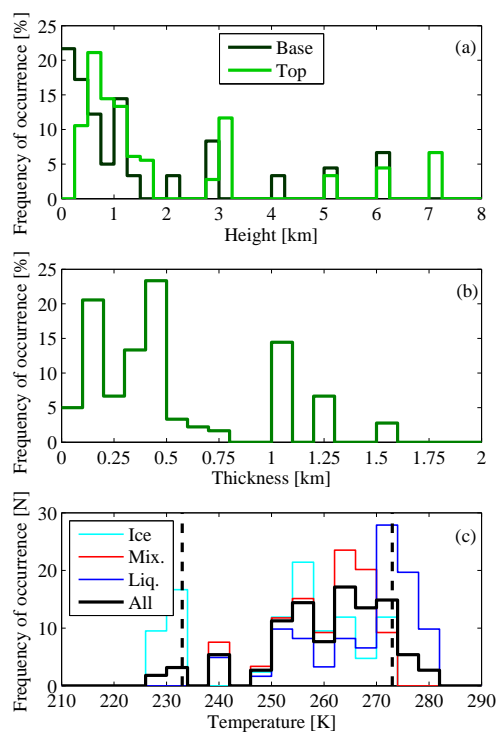 Frequency of occurrence [%]
25
20
15
10
5
0
Base
Top
(a)
0 1 2 3 4 5 6 7 8
Height [km]
Frequency of occurrence [%]
25
20
15
10
5
0
(b)
0 0.25 0.5 0.75 1 1.25 1.5 1.75 2
Thickness [km]
Frequency of occurrence [N]
30
20
10
0
Ice
Mix.
Liq.
All
(c)
210 220 230 240 250 260 270 280 290
Temperature [K]